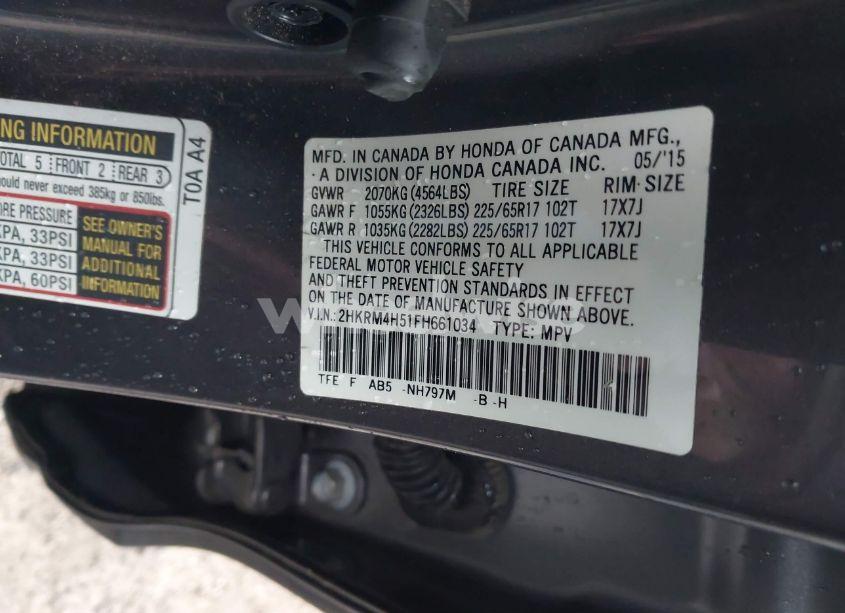 NG INFORMATION
TOTAL 5 FRONT 2 REAR 3
ould never exceed 385kg or 850lbs.
RE PRESSURE
KPA, 33PSI
KPA, 33PSI
KPA, 60PSI
SEE OWNER'S
MANUAL FOR
ADDITIONAL
INFORMATION
T0A A4
MFD. IN CANADA BY HONDA OF CANADA MFG.,
A DIVISION OF HONDA CANADA INC. 05/'15
GVWR 2070KG (4564LBS) TIRE SIZE RIM SIZE
GAWR F 1055KG (2326LBS) 225/65R17 102T 17X7J
GAWR R 1035KG (2282LBS) 225/65R17 102T 17X7J
THIS VEHICLE CONFORMS TO ALL APPLICABLE
FEDERAL MOTOR VEHICLE SAFETY
AND THEFT PREVENTION STANDARDS IN EFFECT
ON THE DATE OF MANUFACTURE SHOWN ABOVE.
V.I.N.: 2HKRM4H51FH661034 TYPE: MPV
TFE F AB5 -NH797M -B -H